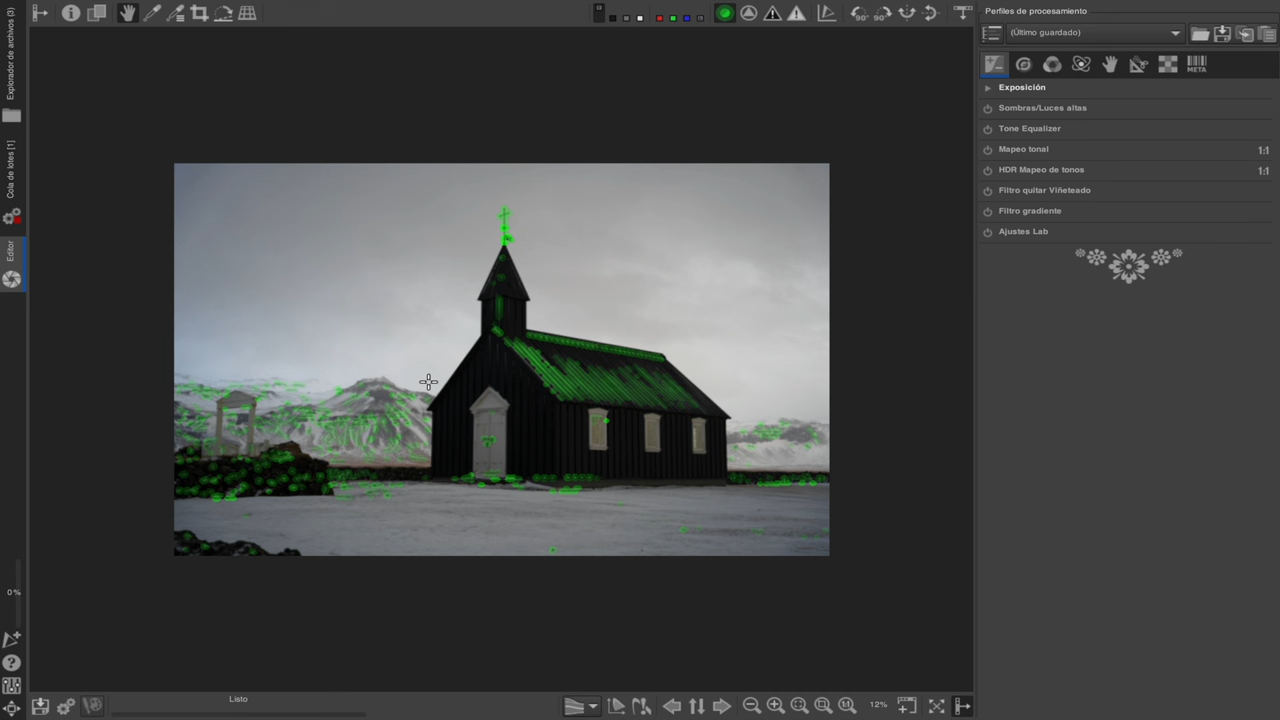 Explorador de archivos (3)
Cola de lotes [1]
Editor
0 %
Perfiles de procesamiento
(Último guardado)
META
Exposición
Sombras/Luces altas
Tone Equalizer
Mapeo tonal
1:1
HDR Mapeo de tonos
1:1
Filtro quitar Viñeteado
Filtro gradiente
Ajustes Lab
Listo
12%